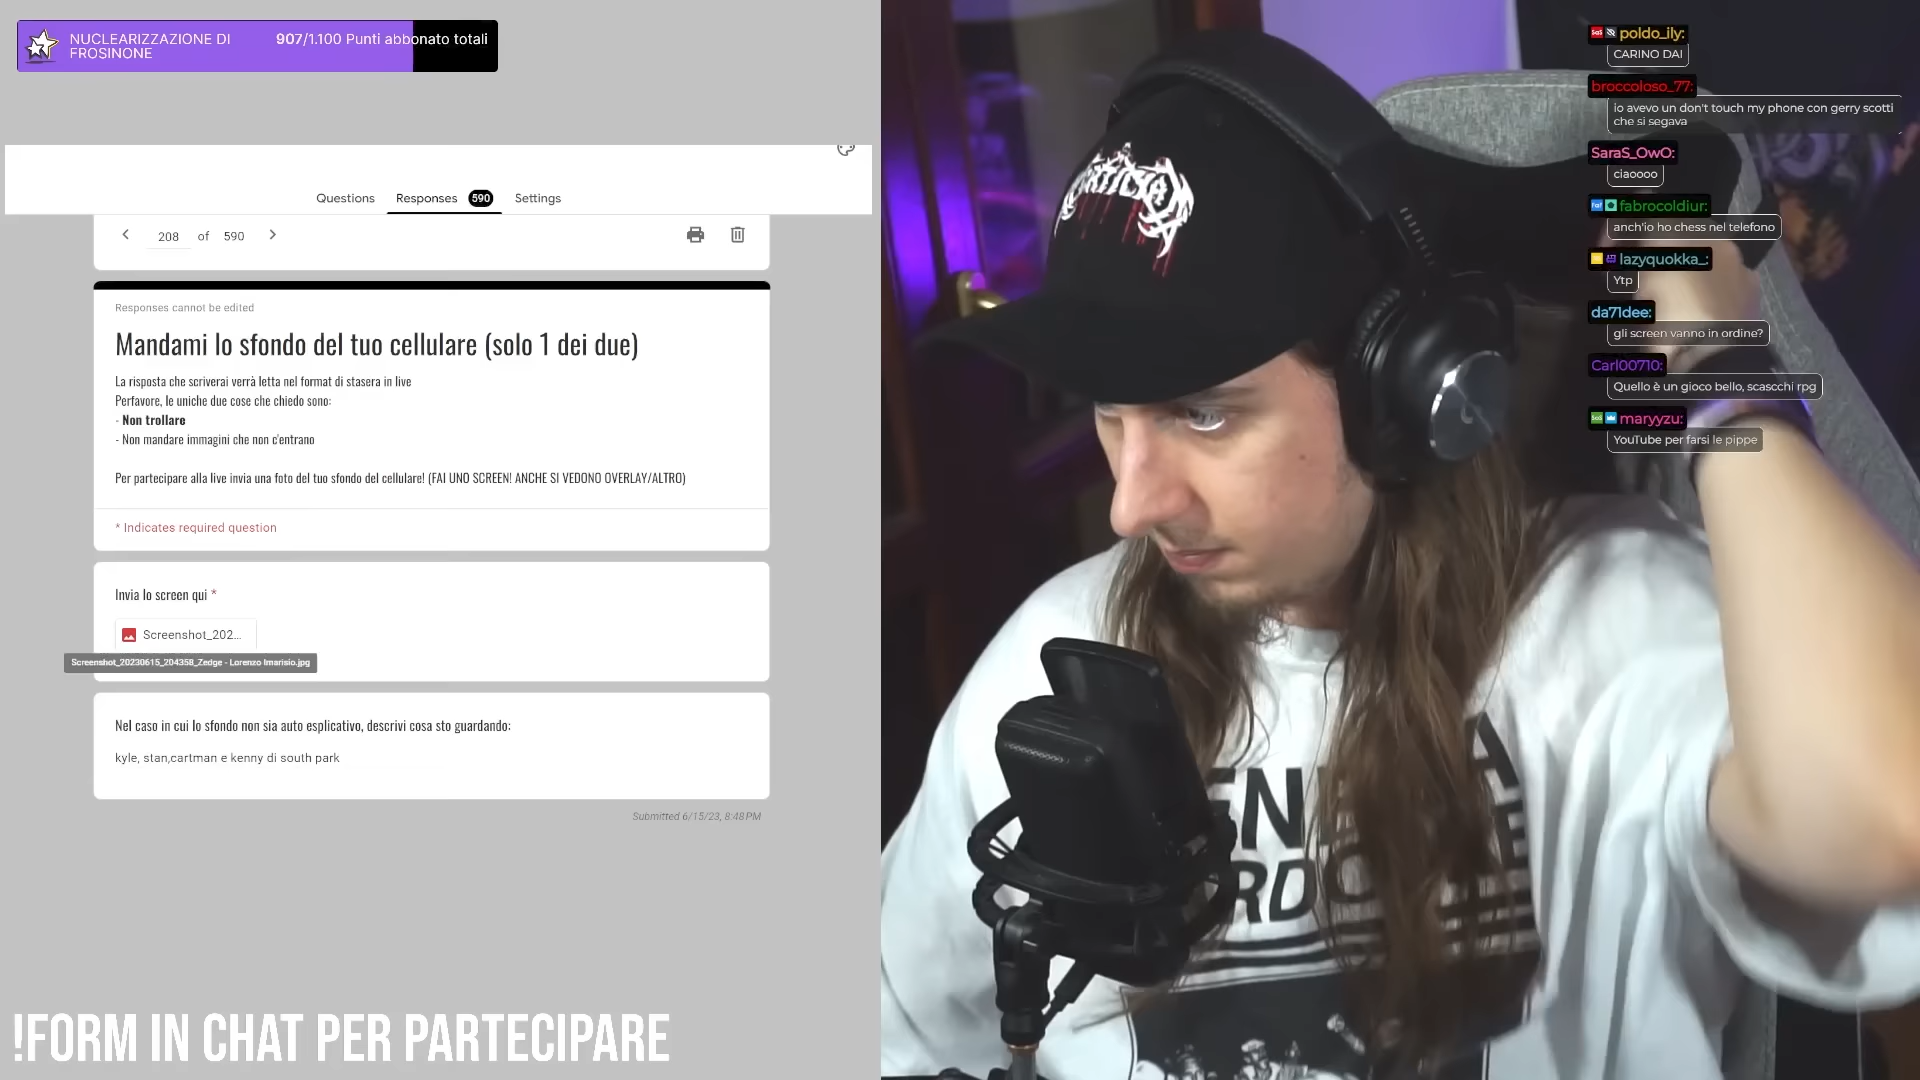 NUCLEARIZZAZIONE DI
FROSINONE
907/1.100 Punti abbonato totali
Questions
Responses 590
Settings
208 of 590
Responses cannot be edited
Mandami lo sfondo del tuo cellulare (solo 1 dei due)
La risposta che scriverai verrà letta nel format di stasera in live
Perfavore, le uniche due cose che chiedo sono:
- Non trollare
- Non mandare immagini che non c'entrano
Per partecipare alla live invia una foto del tuo sfondo del cellulare! (FAI UNO SCREEN! ANCHE SI VEDONO OVERLAY/ALTRO)
* Indicates required question
Invia lo screen qui *
Screenshot_202...
Screenshot_20230615_204358_Zedge - Lorenzo Imarisio.jpg
Nel caso in cui lo sfondo non sia auto esplicativo, descrivi cosa sto guardando:
kyle, stan,cartman e kenny di south park
Submitted 6/15/23, 8:48 PM
!FORM IN CHAT PER PARTECIPARE
poldo_ily:
CARINO DAI
broccoloso_77:
io avevo un don't touch my phone con gerry scotti
che si segava
SaraS_OwO:
ciaoooo
fabrocoldiur:
anch'io ho chess nel telefono
lazyquokka_:
Ytp
da71dee:
gli screen vanno in ordine?
Carl00710:
Quello è un gioco bello, scascchi rpg
maryyzu:
YouTube per farsi le pippe